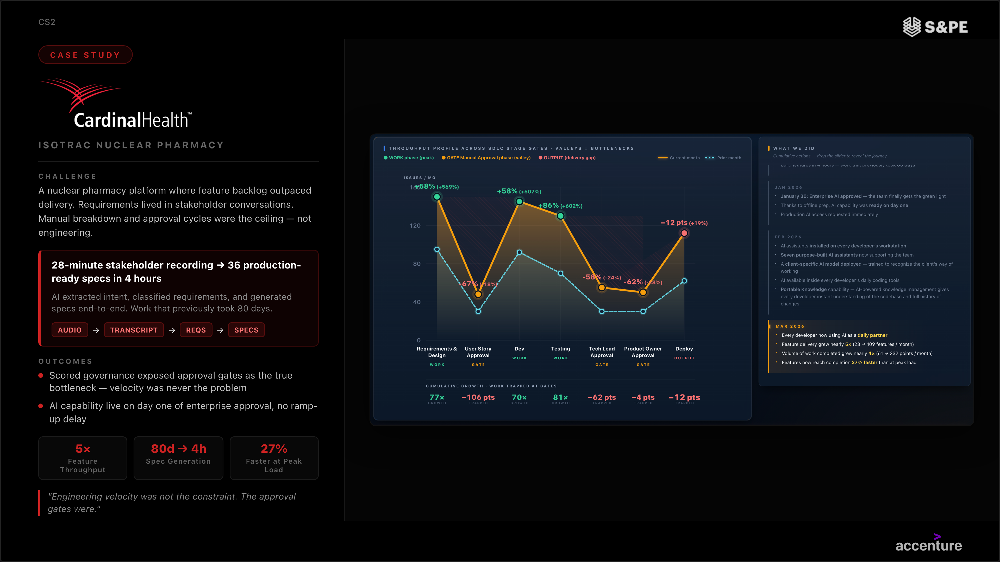 CS2
S&PE
CASE STUDY
CardinalHealth™
ISOTRAC NUCLEAR PHARMACY
CHALLENGE
A nuclear pharmacy platform where feature backlog outpaced
delivery. Requirements lived in stakeholder conversations.
Manual breakdown and approval cycles were the ceiling — not
engineering.
28-minute stakeholder recording → 36 production-
ready specs in 4 hours
AI extracted intent, classified requirements, and generated
specs end-to-end. Work that previously took 80 days.
AUDIO → TRANSCRIPT → REQS → SPECS
OUTCOMES
Scored governance exposed approval gates as the true
bottleneck — velocity was never the problem
AI capability live on day one of enterprise approval, no ramp-
up delay
5×
Feature
Throughput
80d → 4h
Spec Generation
27%
Faster at Peak
Load
"Engineering velocity was not the constraint. The approval
gates were."
THROUGHPUT PROFILE ACROSS SDLC STAGE GATES · VALLEYS = BOTTLENECKS
WORK phase (peak) GATE Manual Approval phase (valley) OUTPUT (delivery gap) Current month Prior month
ISSUES / MO
160
120
80
40
0
+58% (+569%)
+58% (+507%)
+86% (+602%)
−12 pts (+19%)
-67%
-58% (-24%)
-62%
Requirements &
Design
WORK
User Story
Approval
GATE
Dev
WORK
Testing
WORK
Tech Lead
Approval
GATE
Product Owner
Approval
GATE
Deploy
OUTPUT
CUMULATIVE GROWTH · WORK TRAPPED AT GATES
77× −106 pts 70× 81× −62 pts −4 pts −12 pts
GROWTH TRAPPED GROWTH GROWTH TRAPPED TRAPPED TRAPPED
WHAT WE DID
Cumulative actions — drag the slider to reveal the journey
build features in 4 hours — work that previously took 80 days
JAN 2026
January 30: Enterprise AI approved — the team finally gets the green light
Thanks to offline prep, AI capability was ready on day one
Production AI access requested immediately
FEB 2026
AI assistants installed on every developer's workstation
Seven purpose-built AI assistants now supporting the team
A client-specific AI model deployed — trained to recognize the client's way of
working
AI available inside every developer's daily coding tools
Portable Knowledge capability — AI-powered knowledge management gives
every developer instant understanding of the codebase and full history of
changes
MAR 2026
Every developer now using AI as a daily partner
Feature delivery grew nearly 5× (23 → 109 features / month)
Volume of work completed grew nearly 4× (61 → 232 points / month)
Features now reach completion 27% faster than at peak load
accenture